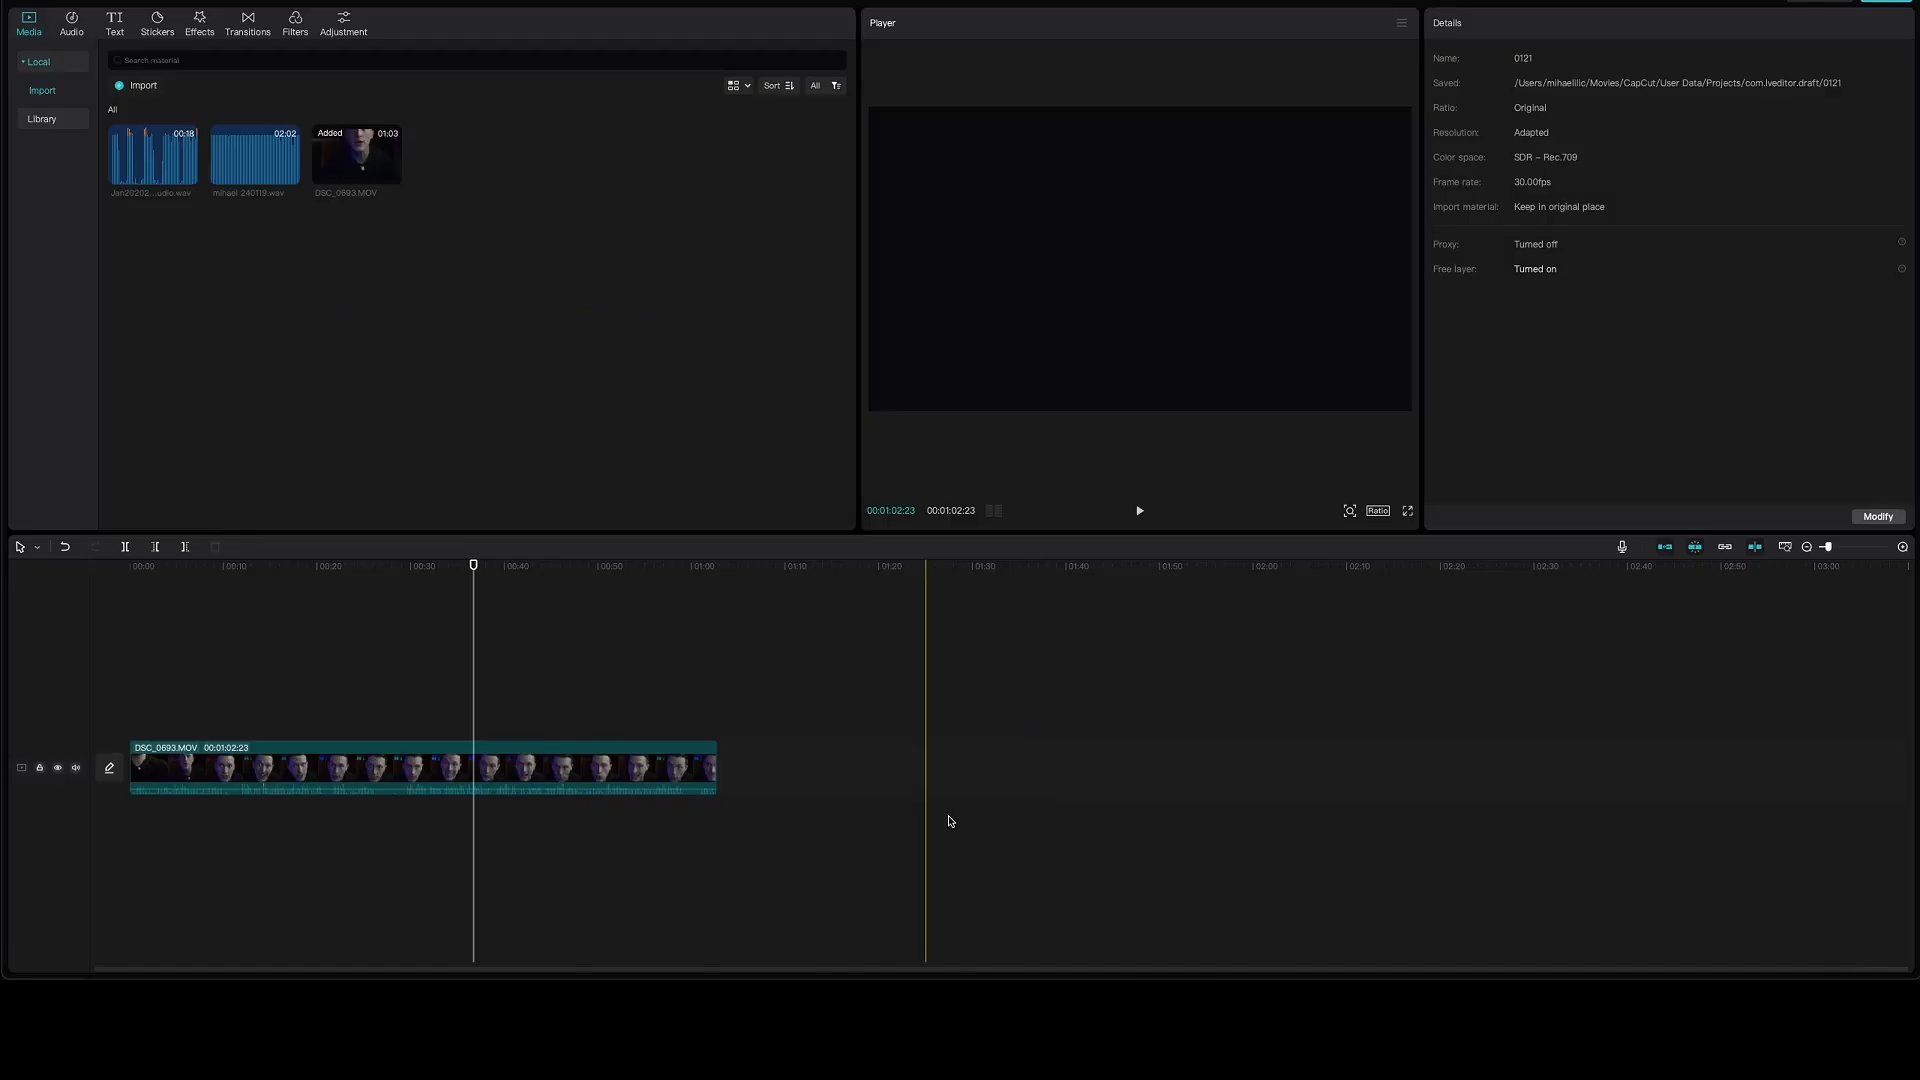 Media Audio Text Stickers Effects Transitions Filters Adjustment
Local
Import
Library
Search material
Import
Sort All
All
00:18
Jan20202...udio.wav
02:02
mihael 240119.wav
Added 01:03
DSC_0693.MOV
Player
00:01:02:23 00:01:02:23
Ratio
Details
Name: 0121
Saved: /Users/mihaelilic/Movies/CapCut/User Data/Projects/com.lveditor.draft/0121
Ratio: Original
Resolution: Adapted
Color space: SDR - Rec.709
Frame rate: 30.00fps
Import material: Keep in original place
Proxy: Turned off
Free layer: Turned on
Modify
00:00 00:10 00:20 00:30 00:40 00:50 01:00 01:10 01:20 01:30 01:40 01:50 02:00 02:10 02:20 02:30 02:40 02:50 03:00
DSC_0693.MOV 00:01:02:23